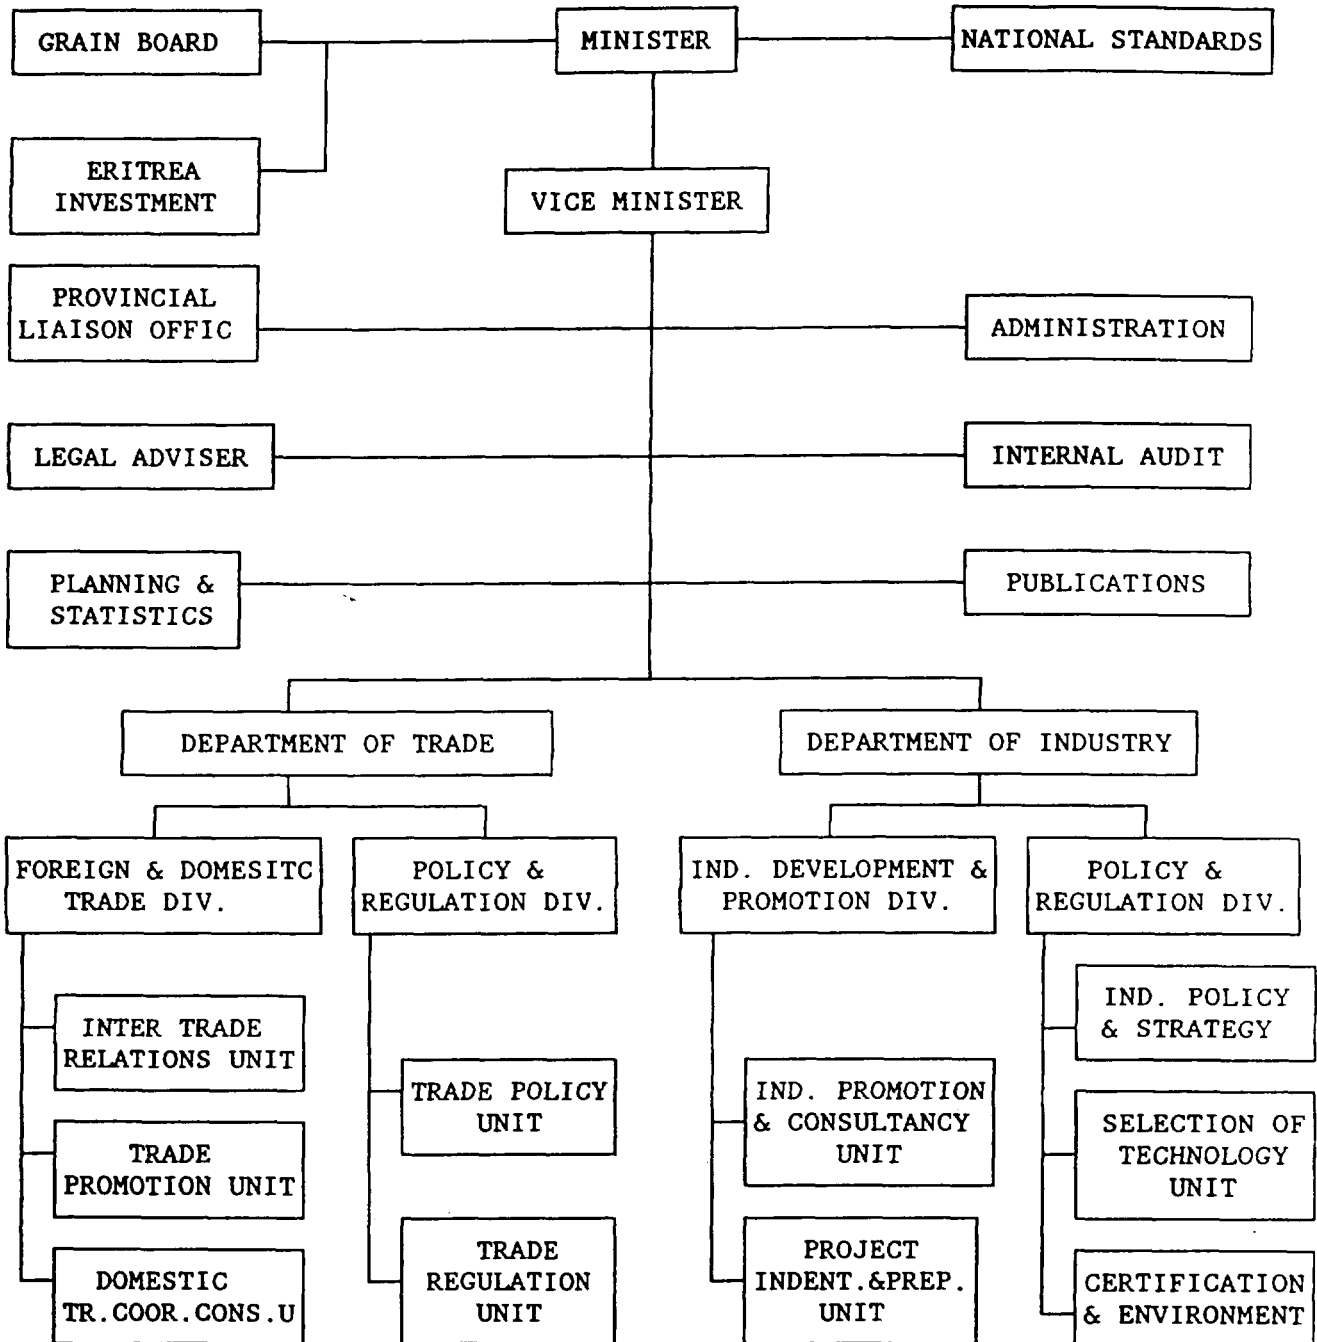 GRAIN BOARD
MINISTER
NATIONAL STANDARDS
ERITREA
INVESTMENT
VICE MINISTER
PROVINCIAL
LIAISON OFFIC
ADMINISTRATION
LEGAL ADVISER
INTERNAL AUDIT
PLANNING &
STATISTICS
PUBLICATIONS
DEPARTMENT OF TRADE
DEPARTMENT OF INDUSTRY
FOREIGN & DOMESITC
TRADE DIV.
POLICY &
REGULATION DIV.
IND. DEVELOPMENT &
PROMOTION DIV.
POLICY &
REGULATION DIV.
INTER TRADE
RELATIONS UNIT
TRADE
PROMOTION UNIT
DOMESTIC
TR.COOR.CONS.U
TRADE POLICY
UNIT
TRADE
REGULATION
UNIT
IND. PROMOTION
& CONSULTANCY
UNIT
PROJECT
INDENT.&PREP.
UNIT
IND. POLICY
& STRATEGY
SELECTION OF
TECHNOLOGY
UNIT
CERTIFICATION
& ENVIRONMENT